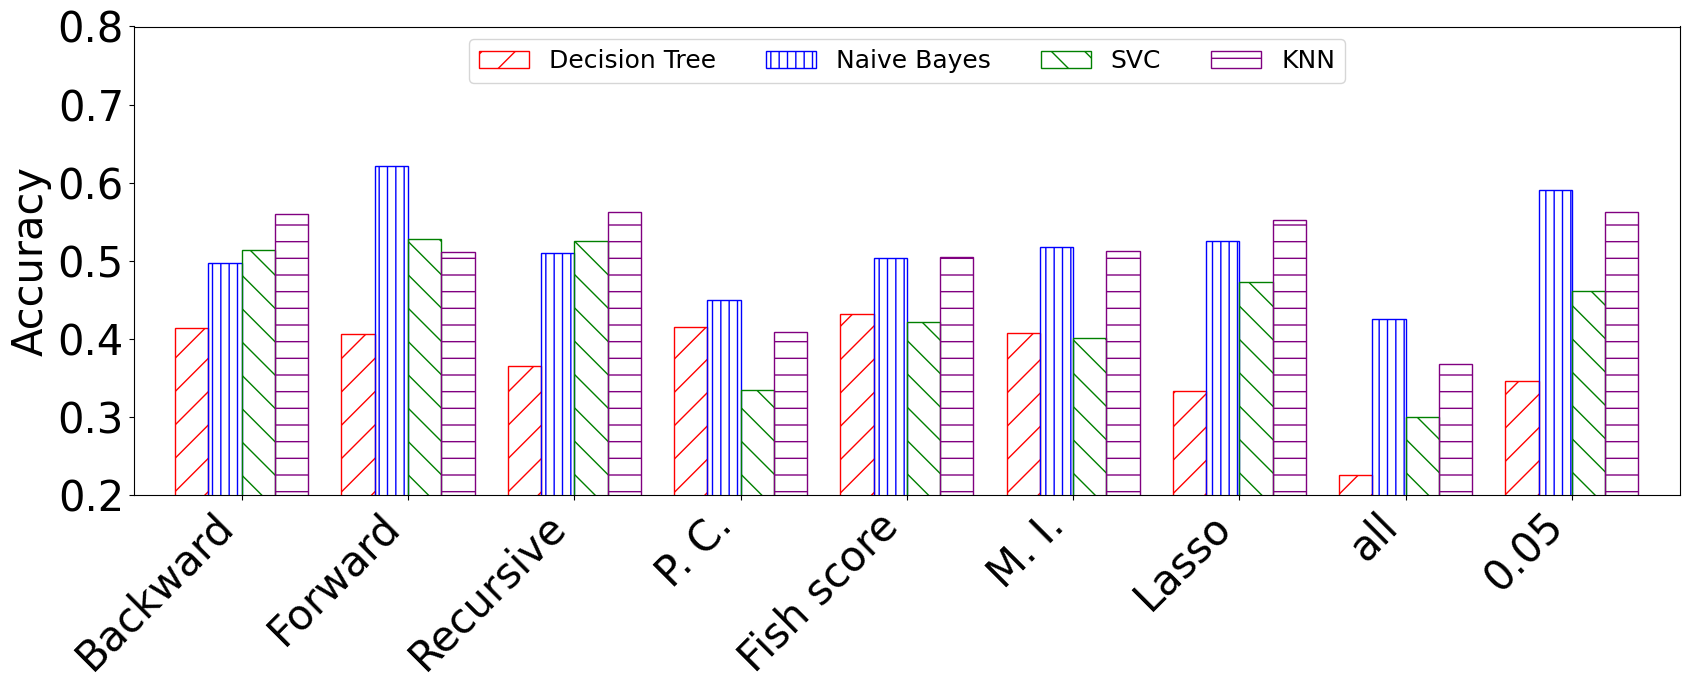 0.8
0.7
0.6
0.5
0.4
0.3
0.2
Accuracy
Decision Tree Naive Bayes SVC KNN
Backward Forward Recursive P. C. Fish score M. I. Lasso all 0.05